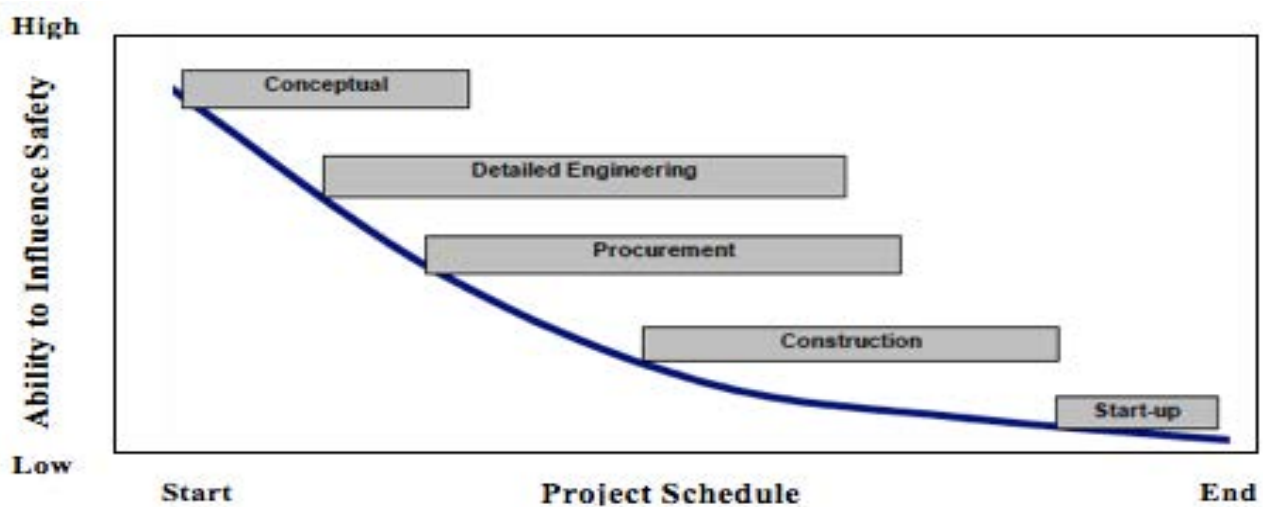 High
Conceptual
Detailed Engineering
Procurement
Construction
Start-up
Ability to Influence Safety
Low
Start
Project Schedule
End